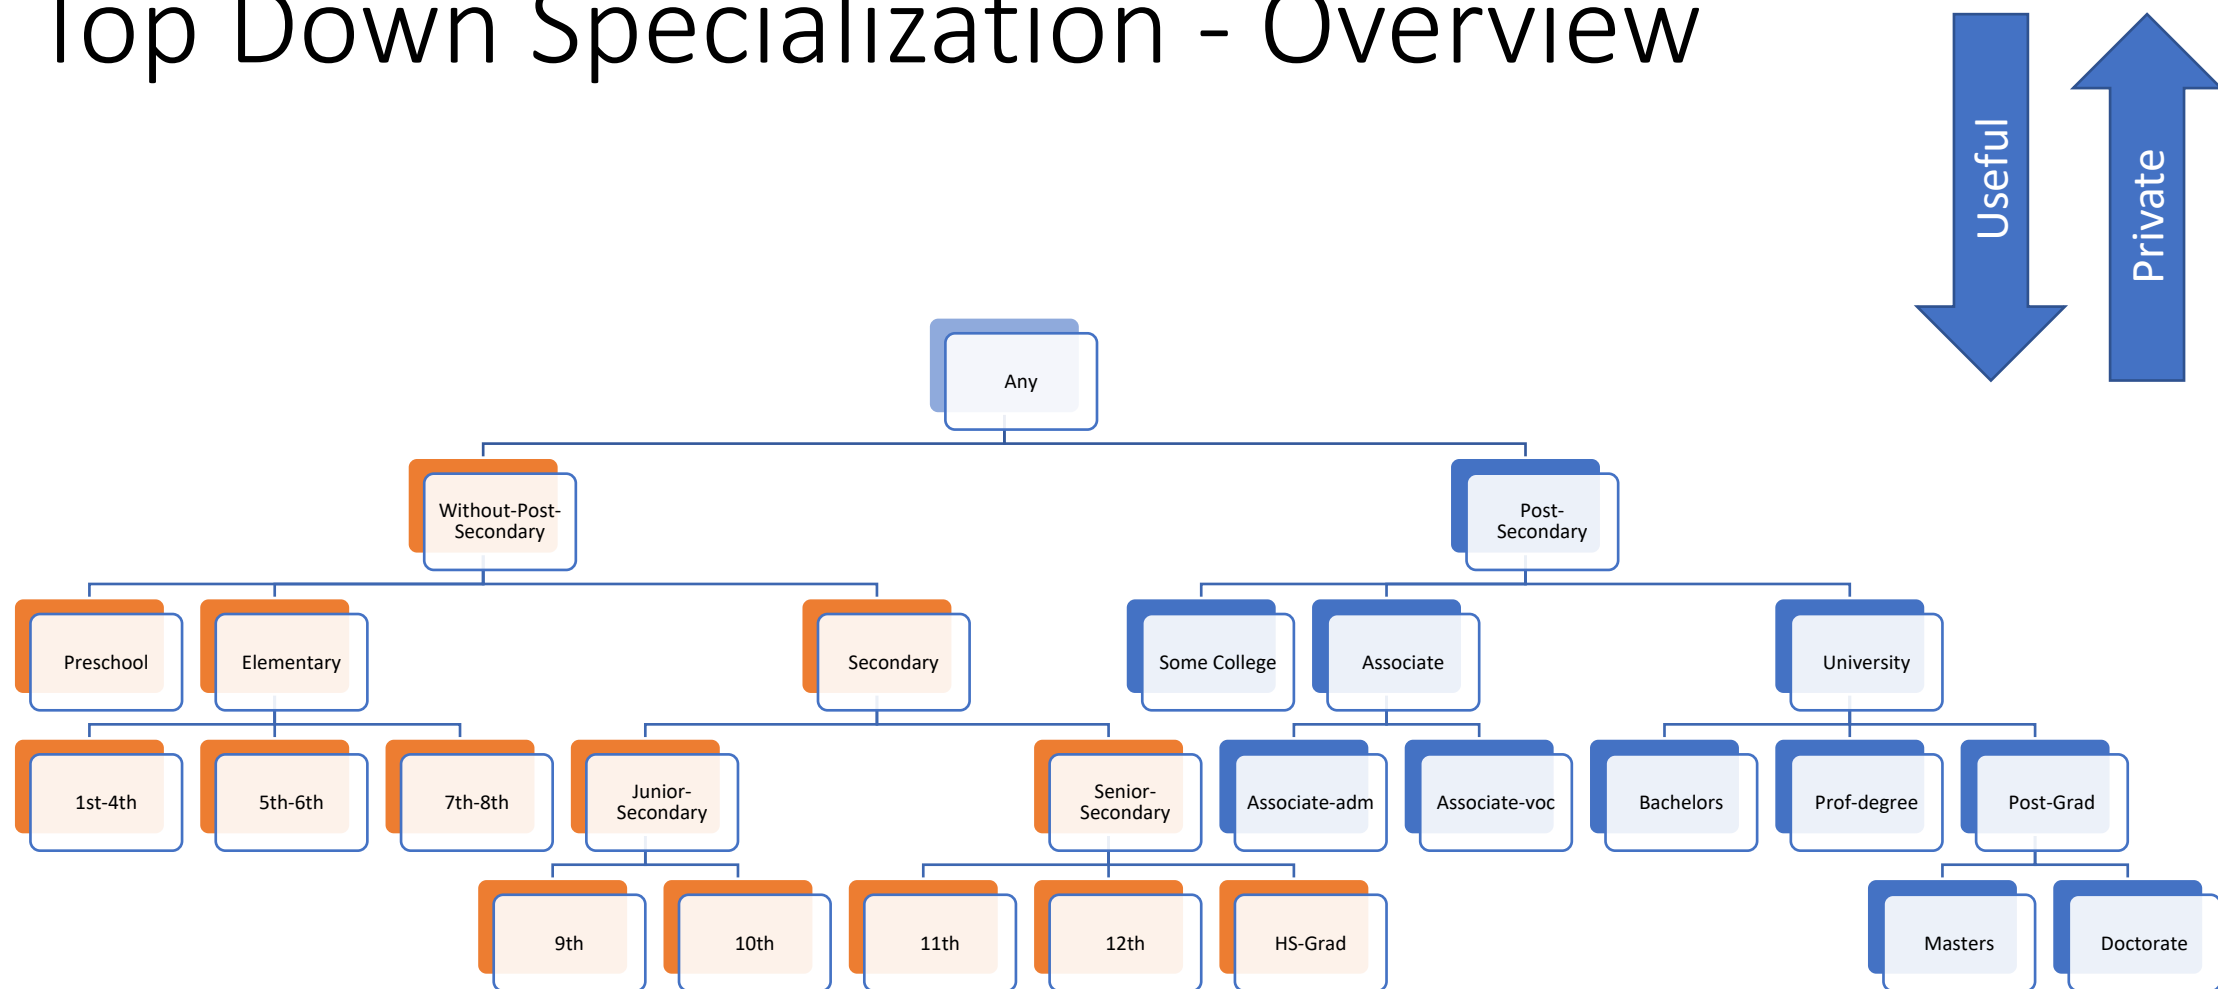 Top Down Specialization - Overview
Useful
Private
Any
Without-Post-
Secondary
Post-
Secondary
Preschool
Elementary
Secondary
Some College
Associate
University
1st-4th
5th-6th
7th-8th
Junior-
Secondary
Senior-
Secondary
Associate-adm
Associate-voc
Bachelors
Prof-degree
Post-Grad
9th
10th
11th
12th
HS-Grad
Masters
Doctorate